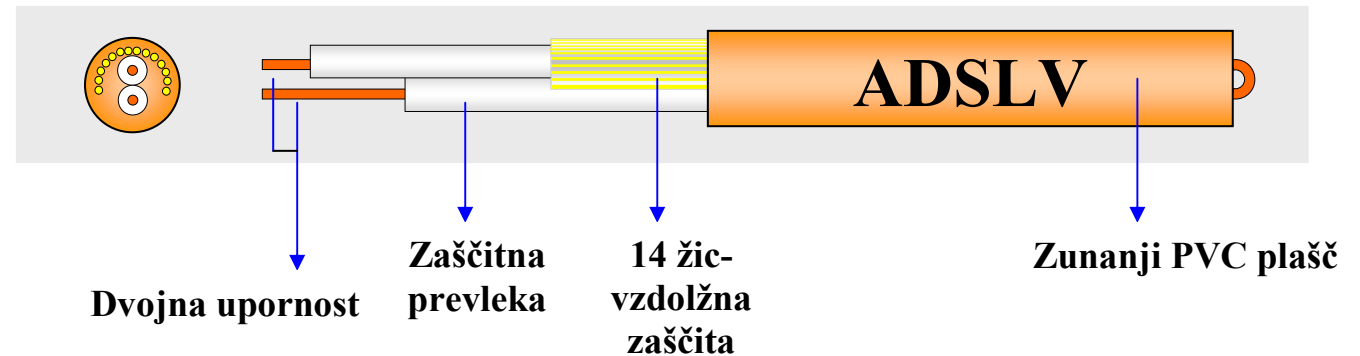 ADSLV
Dvojna upornost
Zaščitna
prevleka
14 žic-
vzdolžna
zaščita
Zunanji PVC plašč